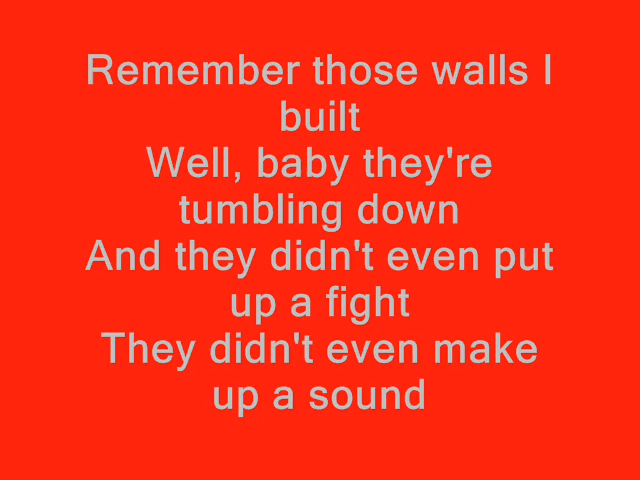 Remember those walls I
built
Well, baby they're
tumbling down
And they didn't even put
up a fight
They didn't even make
up a sound